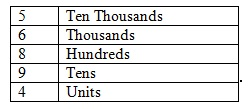 5 Ten Thousands
6 Thousands
8 Hundreds
9 Tens
4 Units
.